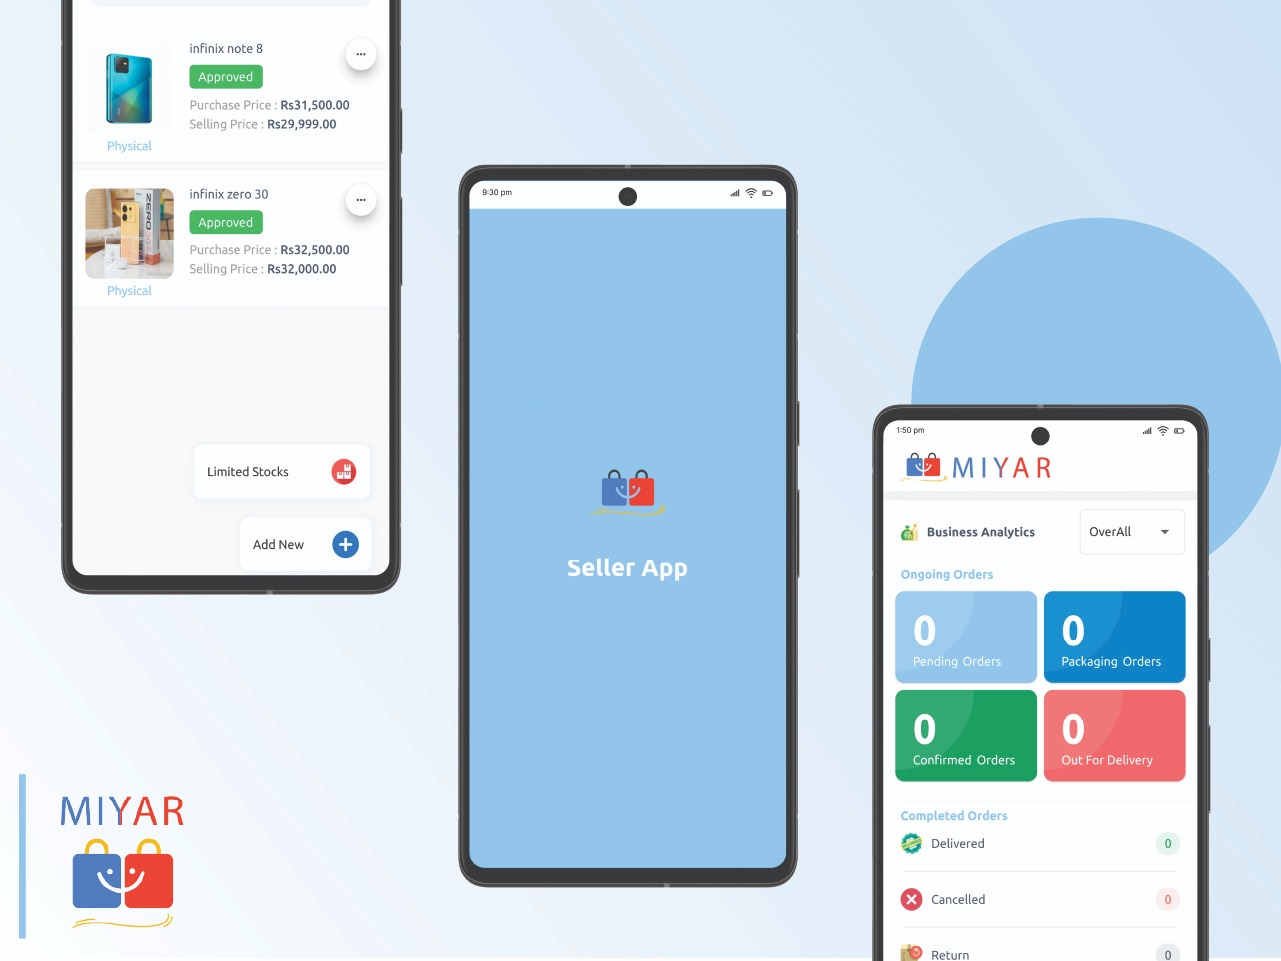 infinix note 8
Approved
Purchase Price : Rs31,500.00
Selling Price : Rs29,999.00
Physical
infinix zero 30
Approved
Purchase Price : Rs32,500.00
Selling Price : Rs32,000.00
Physical
ZERO 30
Limited Stocks
Add New
MIYAR
9:30 pm
Seller App
1:50 pm
MIYAR
Business Analytics
OverAll
Ongoing Orders
0
Pending Orders
0
Packaging Orders
0
Confirmed Orders
0
Out For Delivery
Completed Orders
Delivered 0
Cancelled 0
Return 0